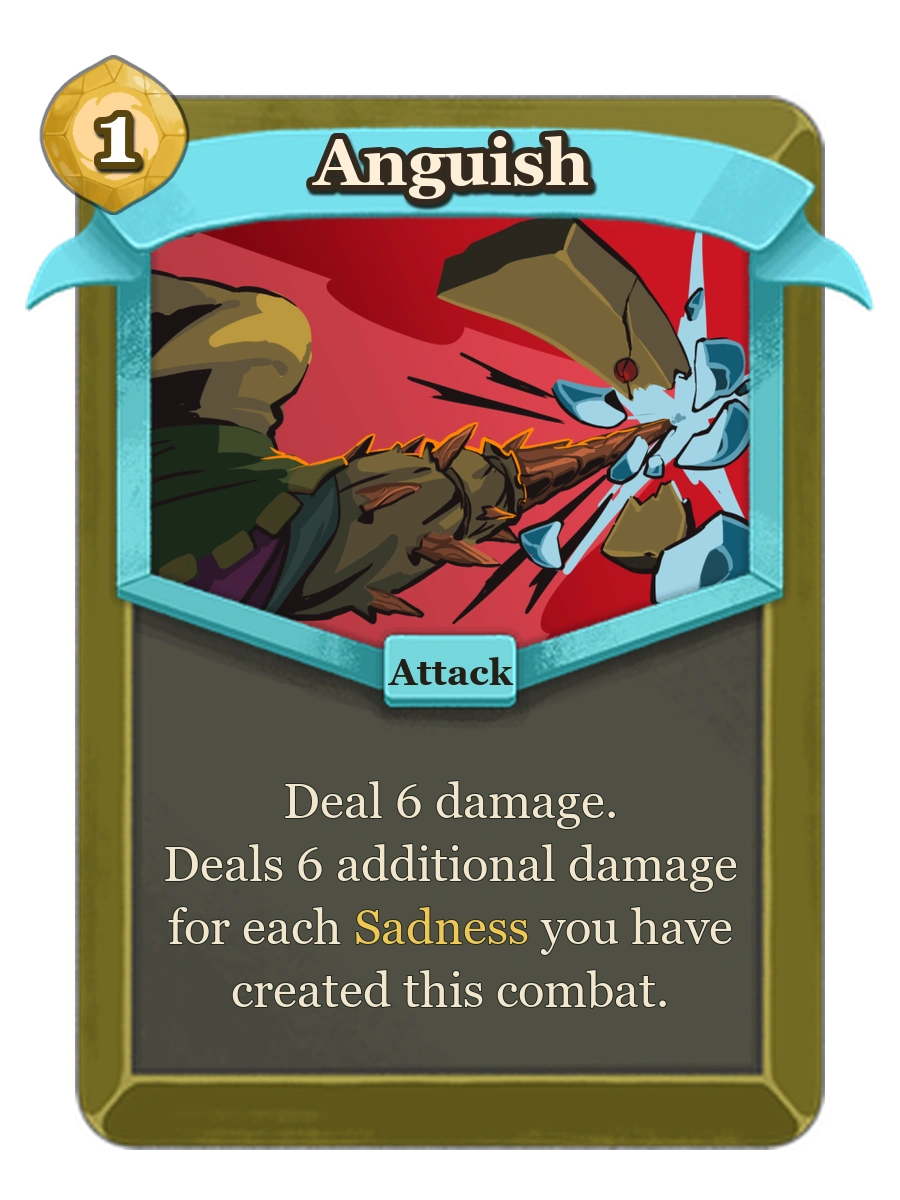 1
Anguish
Attack
Deal 6 damage.
Deals 6 additional damage
for each Sadness you have
created this combat.